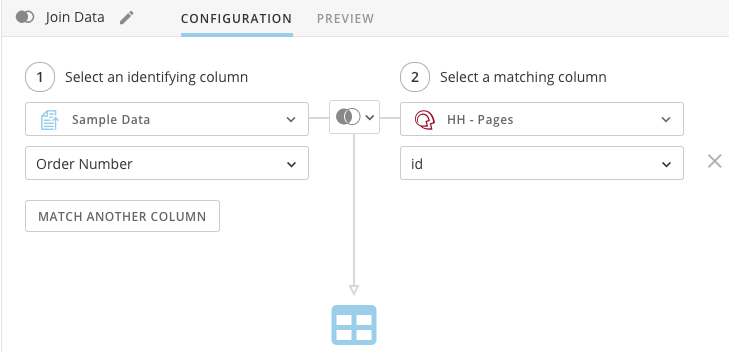 Join Data
CONFIGURATION
PREVIEW
1 Select an identifying column
2 Select a matching column
Sample Data
HH - Pages
Order Number
id
MATCH ANOTHER COLUMN